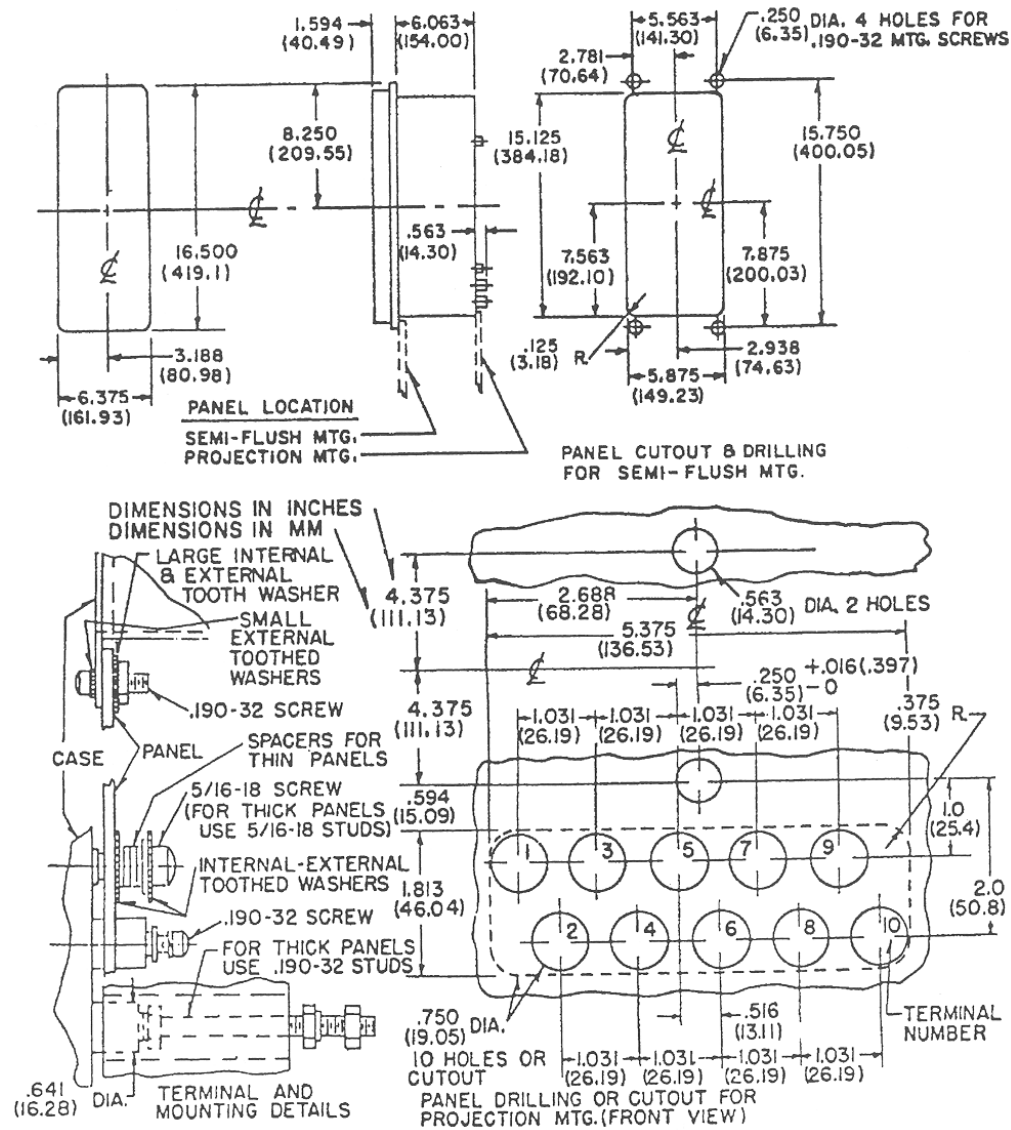 1.594
(40.49)
6.063
(154.00)
5.563
(141.30)
.250 DIA. 4 HOLES FOR
(6.35) .190-32 MTG. SCREWS
2.781
(70.64)
8.250
(209.55)
15.125
(384.18)
15.750
(400.05)
16.500
(419.1)
.563
(14.30)
7.563
(192.10)
7.875
(200.03)
3.188
(80.98)
6.375
(161.93)
.125
(3.18) R.
2.938
(74.63)
5.875
(149.23)
PANEL LOCATION
SEMI-FLUSH MTG.
PROJECTION MTG.
PANEL CUTOUT & DRILLING
FOR SEMI-FLUSH MTG.
DIMENSIONS IN INCHES
DIMENSIONS IN MM
LARGE INTERNAL
& EXTERNAL
TOOTH WASHER
SMALL
EXTERNAL
TOOTHED
WASHERS
.190-32 SCREW
CASE
PANEL
SPACERS FOR
THIN PANELS
5/16-18 SCREW
(FOR THICK PANELS
USE 5/16-18 STUDS)
INTERNAL-EXTERNAL
TOOTHED WASHERS
.190-32 SCREW
FOR THICK PANELS
USE .190-32 STUDS
.641
(16.28) DIA.
TERMINAL AND
MOUNTING DETAILS
4.375
(111.13)
2.688
(68.28)
.563
(14.30) DIA. 2 HOLES
5.375
(136.53)
.250 +.016(.397)
(6.35) -0
4.375
(111.13)
1.031
(26.19)
1.031
(26.19)
1.031
(26.19)
1.031
(26.19)
.375
(9.53) R.
.594
(15.09)
1.0
(25.4)
1 3 5 7 9
1.813
(46.04)
2.0
(50.8)
2 4 6 8 10
.750
(19.05) DIA.
10 HOLES OR
CUTOUT
.516
(13.11)
TERMINAL
NUMBER
1.031
(26.19)
1.031
(26.19)
1.031
(26.19)
1.031
(26.19)
PANEL DRILLING OR CUTOUT FOR
PROJECTION MTG.(FRONT VIEW)